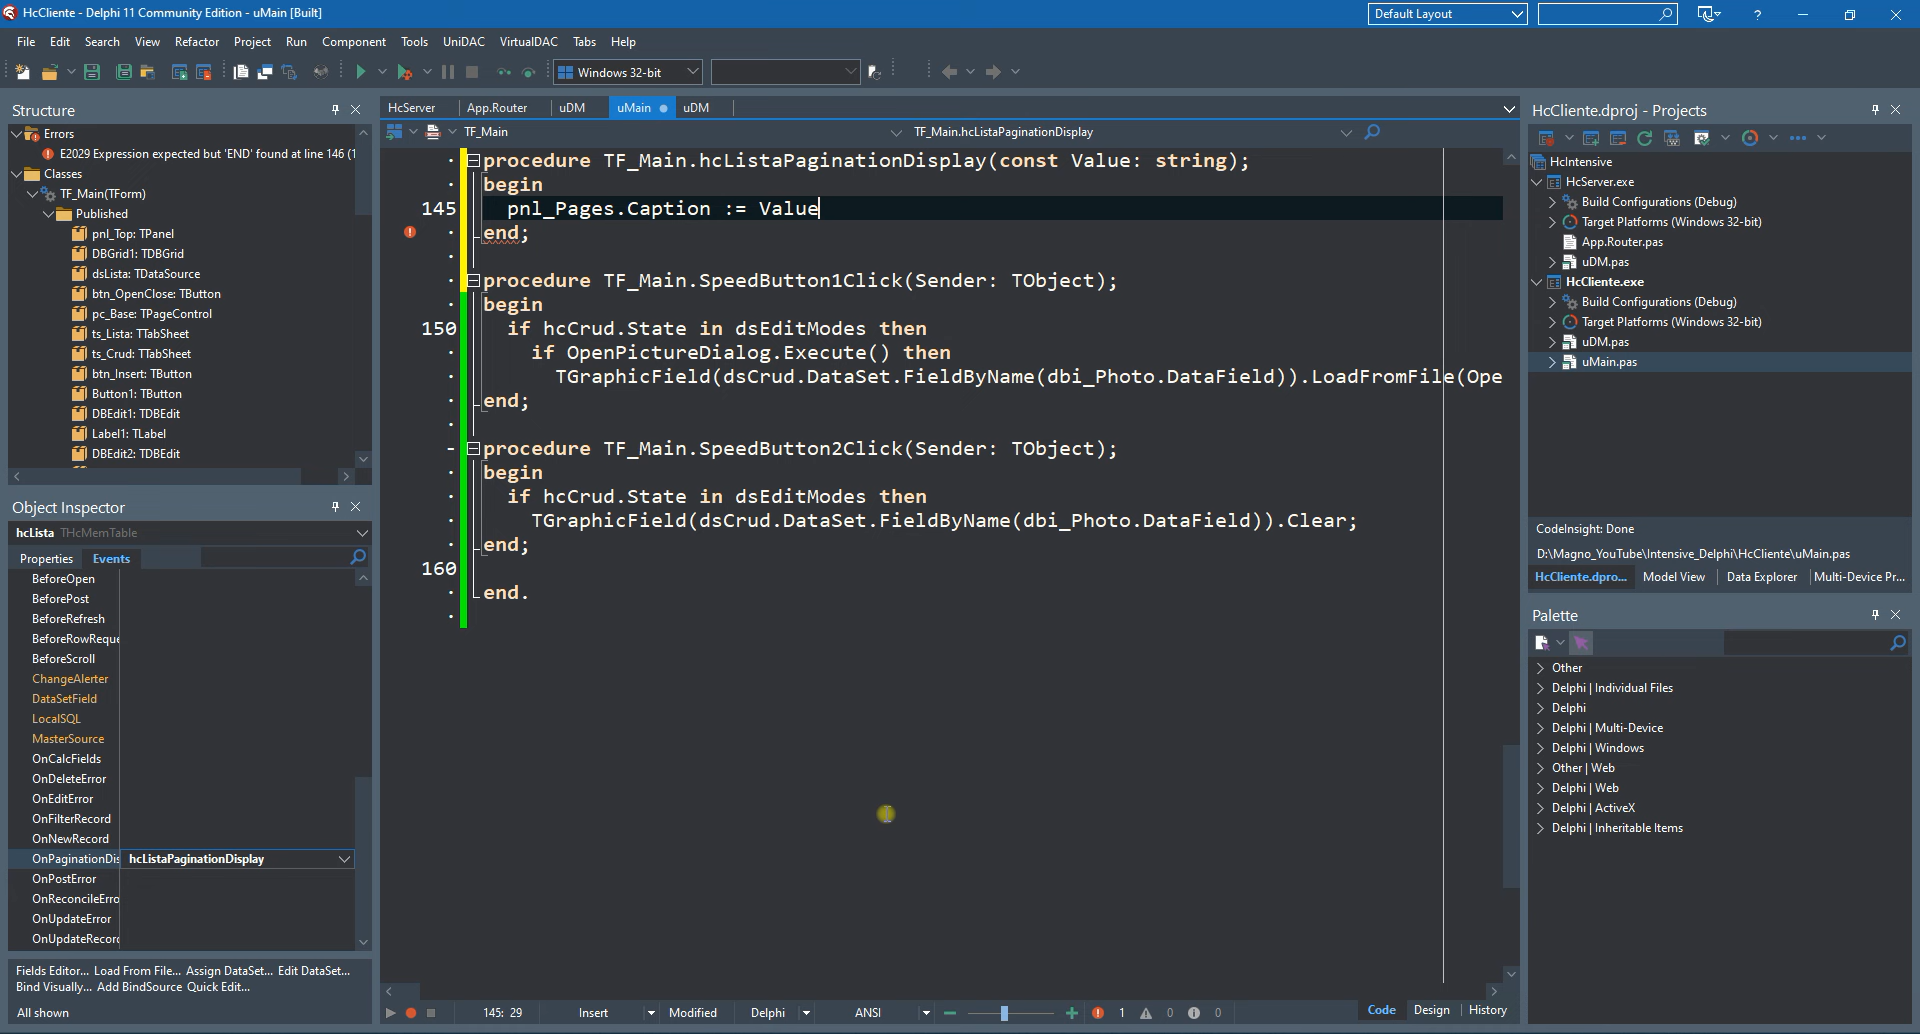 HcCliente - Delphi 11 Community Edition - uMain [Built]
Default Layout
?
File Edit Search View Refactor Project Run Component Tools UniDAC VirtualDAC Tabs Help
Windows 32-bit
Structure
Errors
E2029 Expression expected but 'END' found at line 146 (1
Classes
TF_Main(TForm)
Published
pnl_Top: TPanel
DBGrid1: TDBGrid
dsLista: TDataSource
btn_OpenClose: TButton
pc_Base: TPageControl
ts_Lista: TTabSheet
ts_Crud: TTabSheet
btn_Insert: TButton
Button1: TButton
DBEdit1: TDBEdit
Label1: TLabel
DBEdit2: TDBEdit
Object Inspector
hcLista THcMemTable
Properties Events
BeforeOpen
BeforePost
BeforeRefresh
BeforeRowReque
BeforeScroll
ChangeAlerter
DataSetField
LocalSQL
MasterSource
OnCalcFields
OnDeleteError
OnEditError
OnFilterRecord
OnNewRecord
OnPaginationDis hcListaPaginationDisplay
OnPostError
OnReconcileErro
OnUpdateError
OnUpdateRecord
Fields Editor... Load From File... Assign DataSet... Edit DataSet...
Bind Visually... Add BindSource Quick Edit...
All shown
HcServer App.Router uDM uMain uDM
TF_Main TF_Main.hcListaPaginationDisplay
procedure TF_Main.hcListaPaginationDisplay(const Value: string);
begin
145 pnl_Pages.Caption := Value
end;
procedure TF_Main.SpeedButton1Click(Sender: TObject);
begin
150 if hcCrud.State in dsEditModes then
if OpenPictureDialog.Execute() then
TGraphicField(dsCrud.DataSet.FieldByName(dbi_Photo.DataField)).LoadFromFile(Ope
end;
procedure TF_Main.SpeedButton2Click(Sender: TObject);
begin
if hcCrud.State in dsEditModes then
TGraphicField(dsCrud.DataSet.FieldByName(dbi_Photo.DataField)).Clear;
end;
160
end.
145: 29 Insert Modified Delphi ANSI 1 0 0 Code Design History
HcCliente.dproj - Projects
HcIntensive
HcServer.exe
Build Configurations (Debug)
Target Platforms (Windows 32-bit)
App.Router.pas
uDM.pas
HcCliente.exe
Build Configurations (Debug)
Target Platforms (Windows 32-bit)
uDM.pas
uMain.pas
CodeInsight: Done
D:\Magno_YouTube\Intensive_Delphi\HcCliente\uMain.pas
HcCliente.dpro... Model View Data Explorer Multi-Device Pr...
Palette
Other
Delphi | Individual Files
Delphi
Delphi | Multi-Device
Delphi | Windows
Other | Web
Delphi | Web
Delphi | ActiveX
Delphi | Inheritable Items